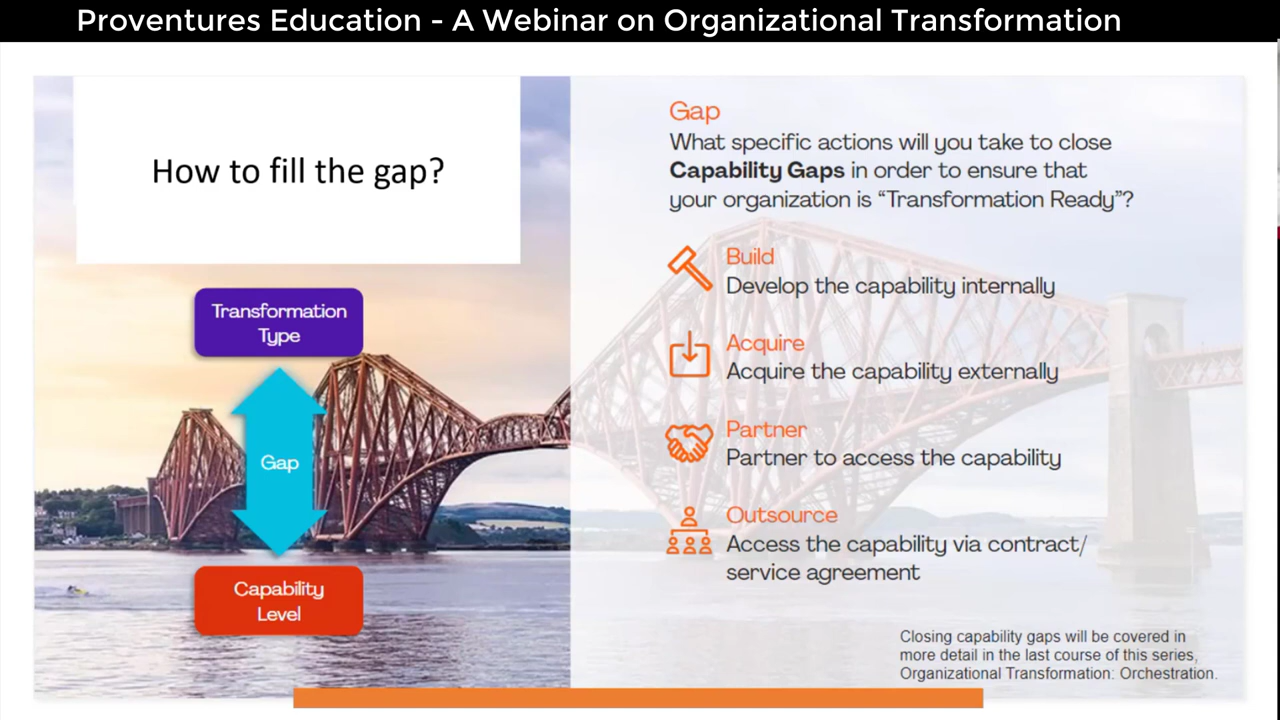 Proventures Education - A Webinar on Organizational Transformation
How to fill the gap?
Transformation
Type
Gap
Capability
Level
Gap
What specific actions will you take to close
Capability Gaps in order to ensure that
your organization is “Transformation Ready”?
Build
Develop the capability internally
Acquire
Acquire the capability externally
Partner
Partner to access the capability
Outsource
Access the capability via contract/
service agreement
Closing capability gaps will be covered in
more detail in the last course of this series,
Organizational Transformation: Orchestration.